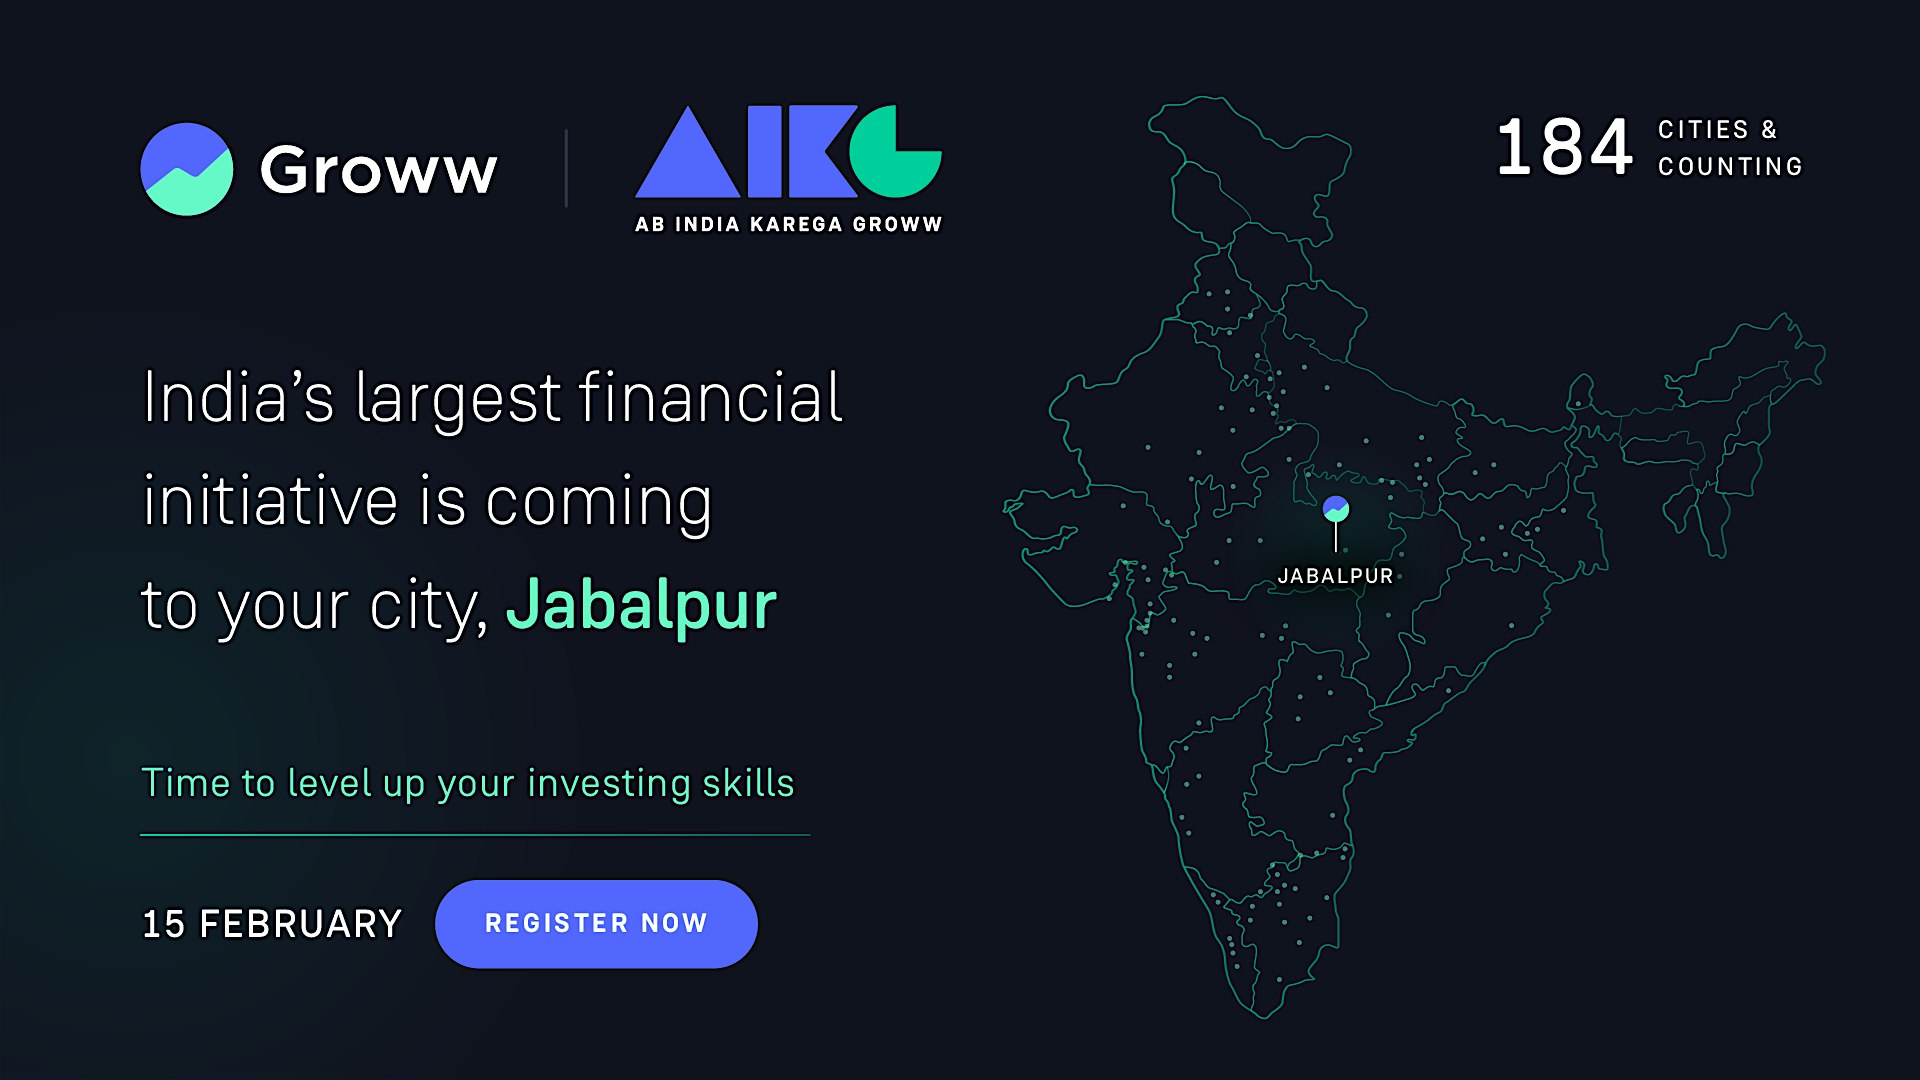 Groww
AIKG
AB INDIA KAREGA GROWW
184 CITIES &
COUNTING
India’s largest financial
initiative is coming
to your city, Jabalpur
JABALPUR
Time to level up your investing skills
15 FEBRUARY
REGISTER NOW